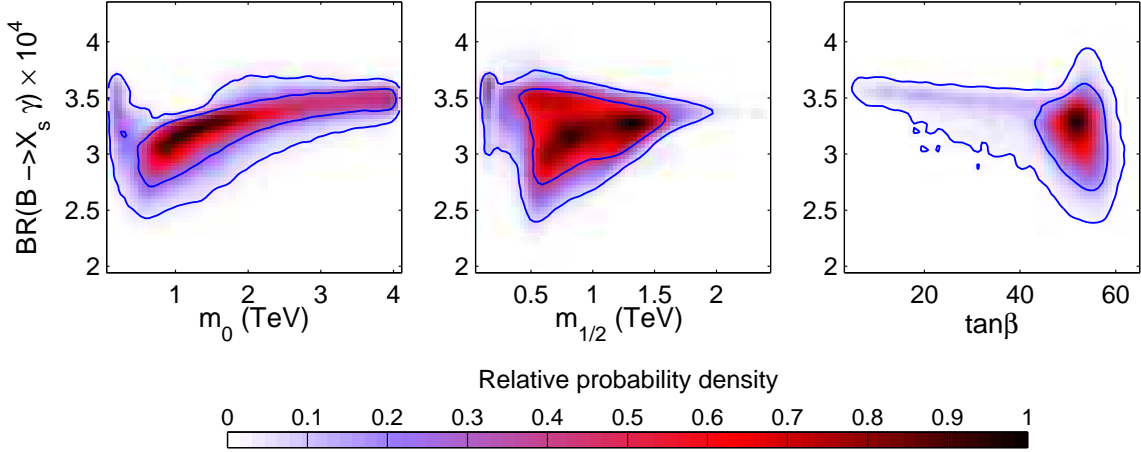 BR(B −>X_s γ) × 10^4
4
3.5
3
2.5
2
1 2 3 4
m_0 (TeV)
4
3.5
3
2.5
2
0.5 1 1.5 2
m_1/2 (TeV)
4
3.5
3
2.5
2
20 40 60
tanβ
Relative probability density
0 0.1 0.2 0.3 0.4 0.5 0.6 0.7 0.8 0.9 1